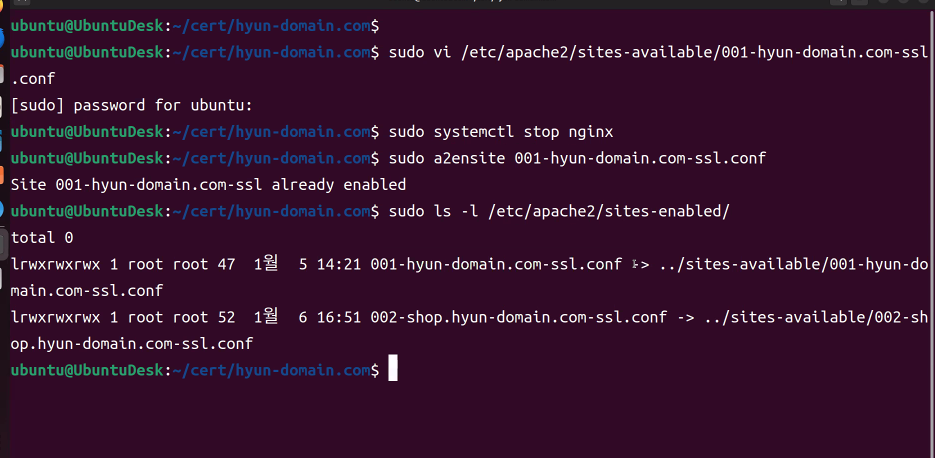 ubuntu@UbuntuDesk:~/cert/hyun-domain.com$
ubuntu@UbuntuDesk:~/cert/hyun-domain.com$ sudo vi /etc/apache2/sites-available/001-hyun-domain.com-ssl
.conf
[sudo] password for ubuntu:
ubuntu@UbuntuDesk:~/cert/hyun-domain.com$ sudo systemctl stop nginx
ubuntu@UbuntuDesk:~/cert/hyun-domain.com$ sudo a2ensite 001-hyun-domain.com-ssl.conf
Site 001-hyun-domain.com-ssl already enabled
ubuntu@UbuntuDesk:~/cert/hyun-domain.com$ sudo ls -l /etc/apache2/sites-enabled/
total 0
lrwxrwxrwx 1 root root 47  1월  5 14:21 001-hyun-domain.com-ssl.conf -> ../sites-available/001-hyun-do
main.com-ssl.conf
lrwxrwxrwx 1 root root 52  1월  6 16:51 002-shop.hyun-domain.com-ssl.conf -> ../sites-available/002-sh
op.hyun-domain.com-ssl.conf
ubuntu@UbuntuDesk:~/cert/hyun-domain.com$